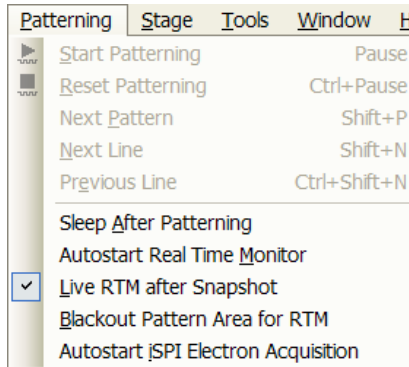 Patterning Stage Tools Window H
Start Patterning Pause
Reset Patterning Ctrl+Pause
Next Pattern Shift+P
Next Line Shift+N
Previous Line Ctrl+Shift+N
Sleep After Patterning
Autostart Real Time Monitor
Live RTM after Snapshot
Blackout Pattern Area for RTM
Autostart iSPI Electron Acquisition